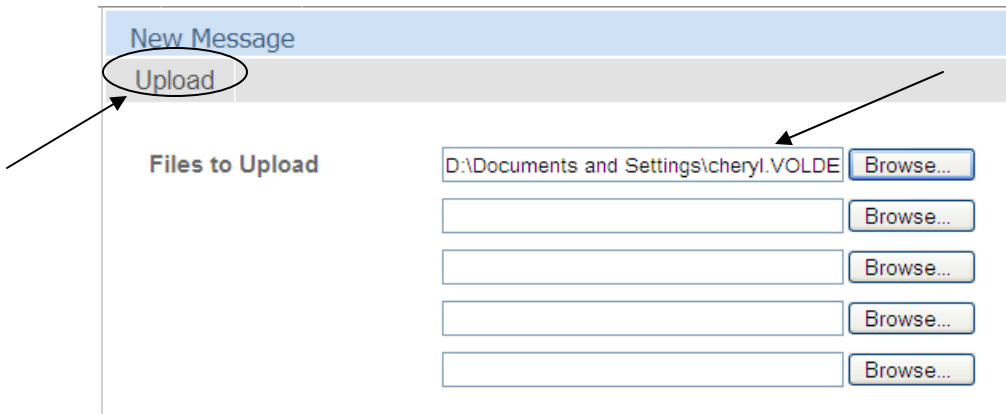 New Message
Upload
Files to Upload D:\Documents and Settings\cheryl.VOLDE Browse...
Browse...
Browse...
Browse...
Browse...